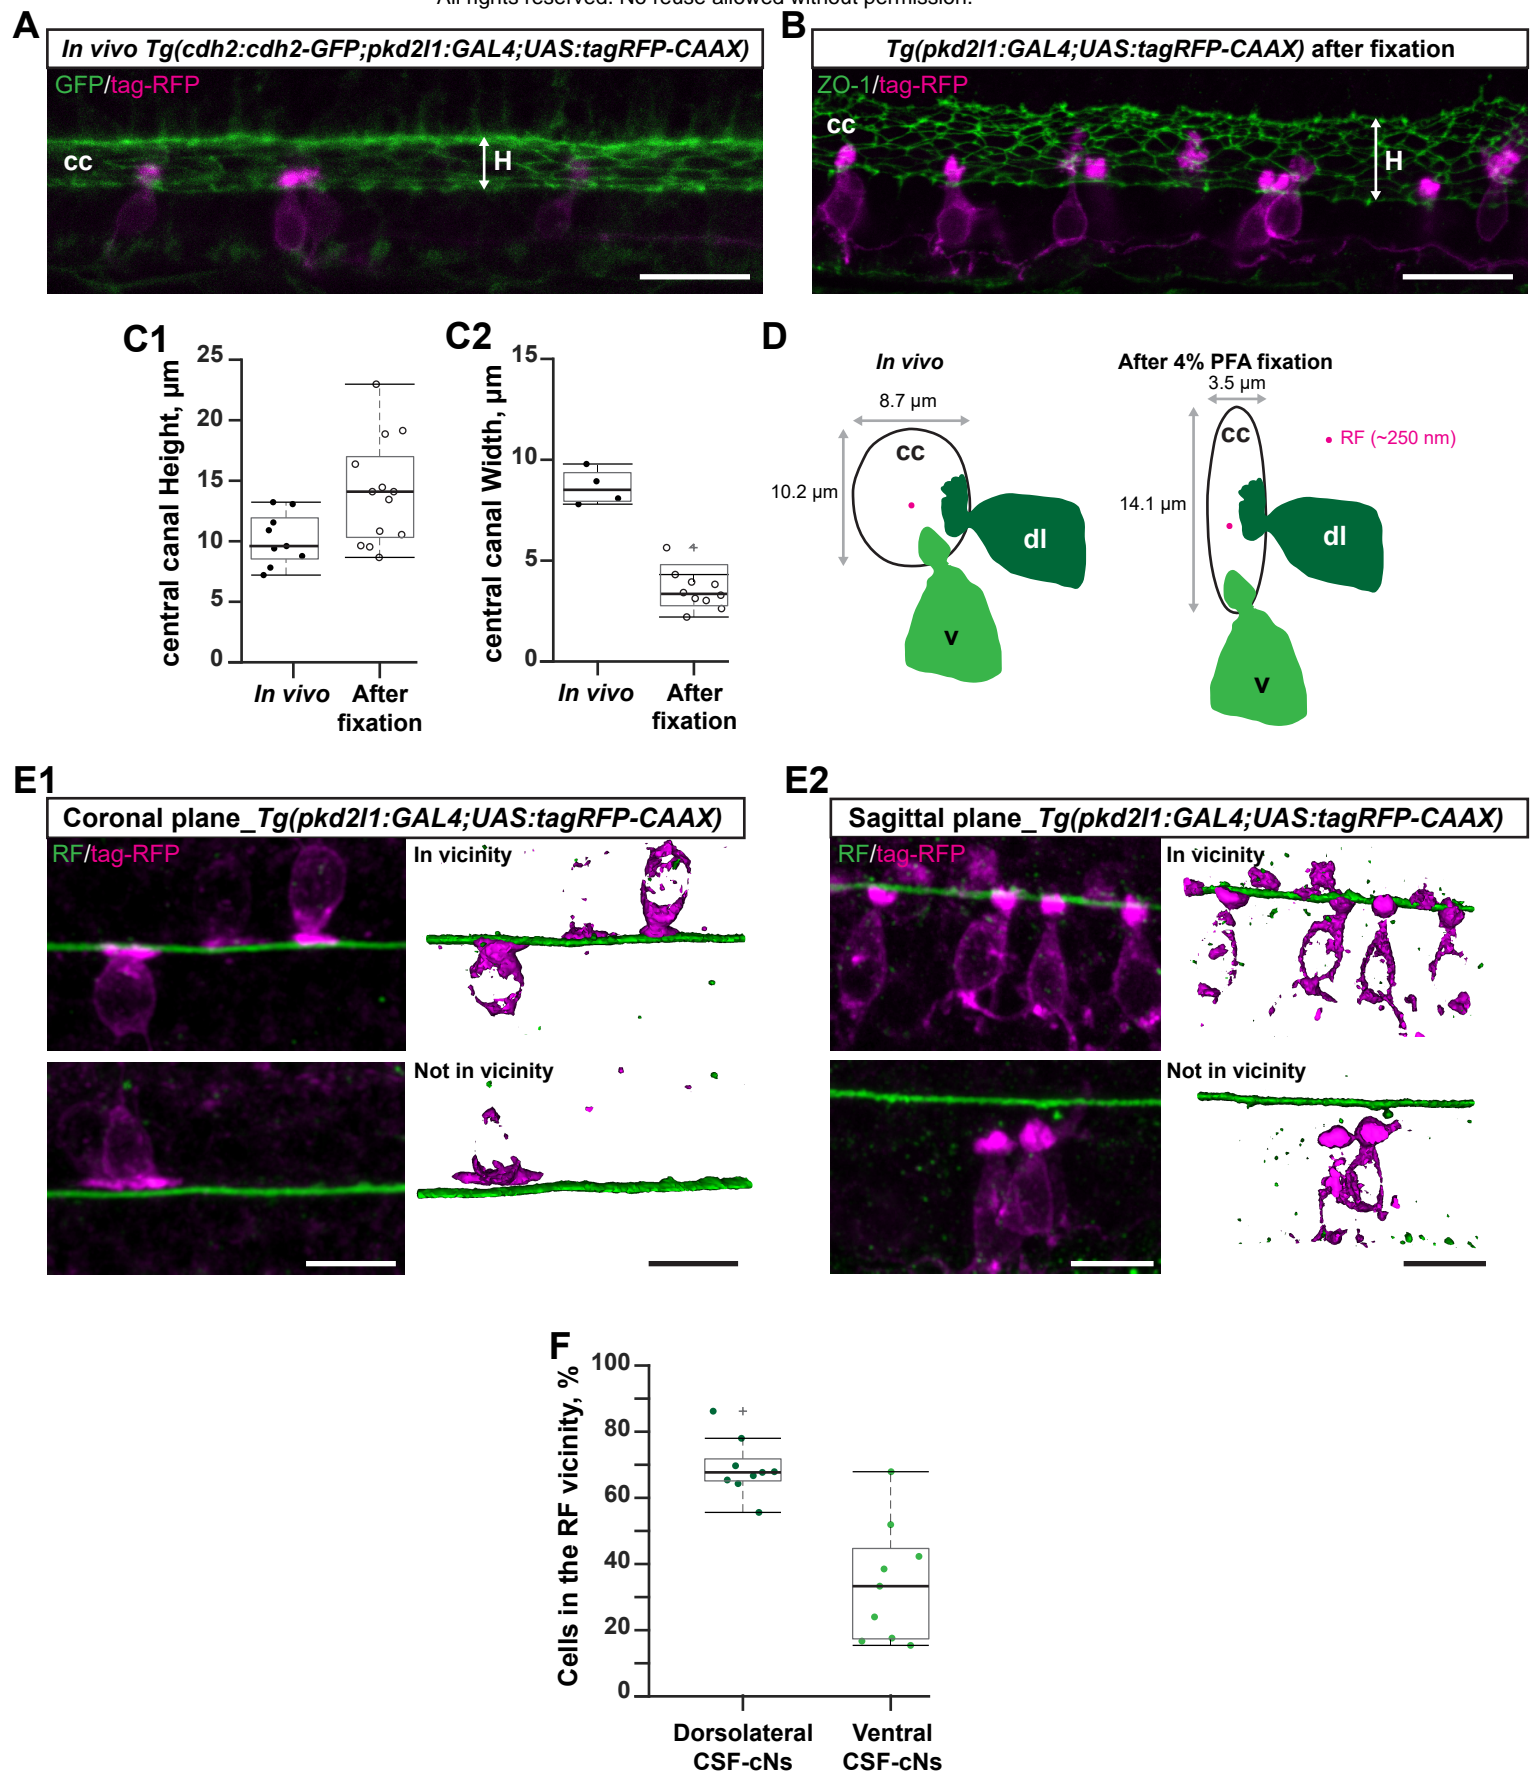 All rights reserved. No reuse allowed without permission.
A
In vivo Tg(cdh2:cdh2-GFP;pkd2l1:GAL4;UAS:tagRFP-CAAX)
GFP/tag-RFP
cc
H
B
Tg(pkd2l1:GAL4;UAS:tagRFP-CAAX) after fixation
ZO-1/tag-RFP
cc
H
C1
central canal Height, µm
25
20
15
10
5
0
In vivo
After
fixation
C2
central canal Width, µm
15
10
5
0
In vivo
After
fixation
D
In vivo
8.7 µm
10.2 µm
cc
dl
v
After 4% PFA fixation
3.5 µm
14.1 µm
cc
RF (~250 nm)
dl
v
E1
Coronal plane_Tg(pkd2l1:GAL4;UAS:tagRFP-CAAX)
RF/tag-RFP
In vicinity
Not in vicinity
E2
Sagittal plane_Tg(pkd2l1:GAL4;UAS:tagRFP-CAAX)
RF/tag-RFP
In vicinity
Not in vicinity
F
Cells in the RF vicinity, %
100
80
60
40
20
0
Dorsolateral
CSF-cNs
Ventral
CSF-cNs